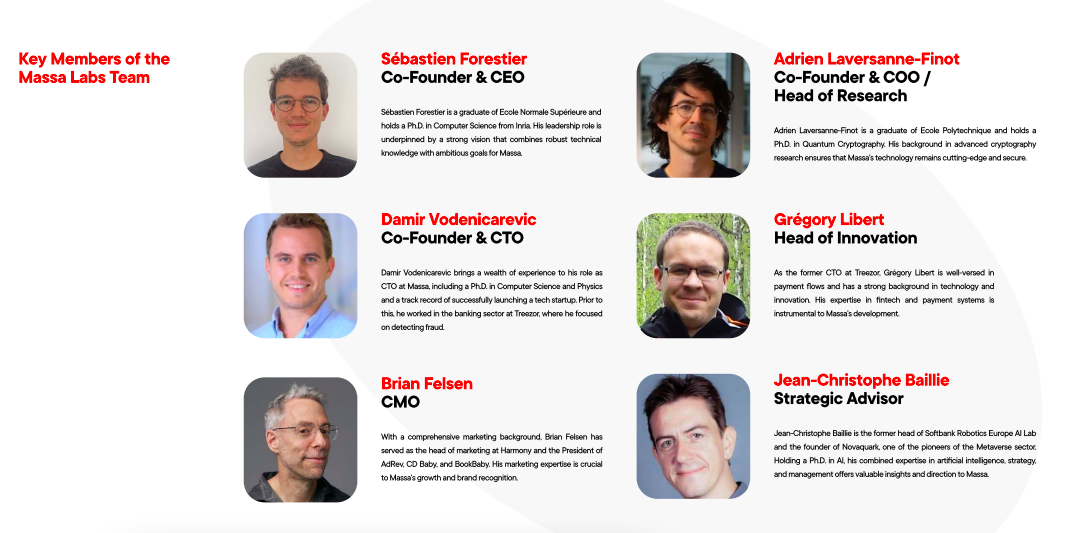 Key Members of the
Massa Labs Team
Sébastien Forestier
Co-Founder & CEO
Sébastien Forestier is a graduate of Ecole Normale Supérieure and
holds a Ph.D. in Computer Science from Inria. His leadership role is
underpinned by a strong vision that combines robust technical
knowledge with ambitious goals for Massa.
Adrien Laversanne-Finot
Co-Founder & COO /
Head of Research
Adrien Laversanne-Finot is a graduate of Ecole Polytechnique and holds a
Ph.D. in Quantum Cryptography. His background in advanced cryptography
research ensures that Massa's technology remains cutting-edge and secure.
Damir Vodenicarevic
Co-Founder & CTO
Damir Vodenicarevic brings a wealth of experience to his role as
CTO at Massa, including a Ph.D. in Computer Science and Physics
and a track record of successfully launching a tech startup. Prior to
this, he worked in the banking sector at Treezor, where he focused
on detecting fraud.
Grégory Libert
Head of Innovation
As the former CTO at Treezor, Grégory Libert is well-versed in
payment flows and has a strong background in technology and
innovation. His expertise in fintech and payment systems is
instrumental to Massa's development.
Brian Felsen
CMO
With a comprehensive marketing background, Brian Felsen has
served as the head of marketing at Harmony and the President of
AdRev, CD Baby, and BookBaby. His marketing expertise is crucial
to Massa's growth and brand recognition.
Jean-Christophe Baillie
Strategic Advisor
Jean-Christophe Baillie is the former head of Softbank Robotics Europe AI Lab
and the founder of Novaquark, one of the pioneers of the Metaverse sector.
Holding a Ph.D. in AI, his combined expertise in artificial intelligence, strategy,
and management offers valuable insights and direction to Massa.